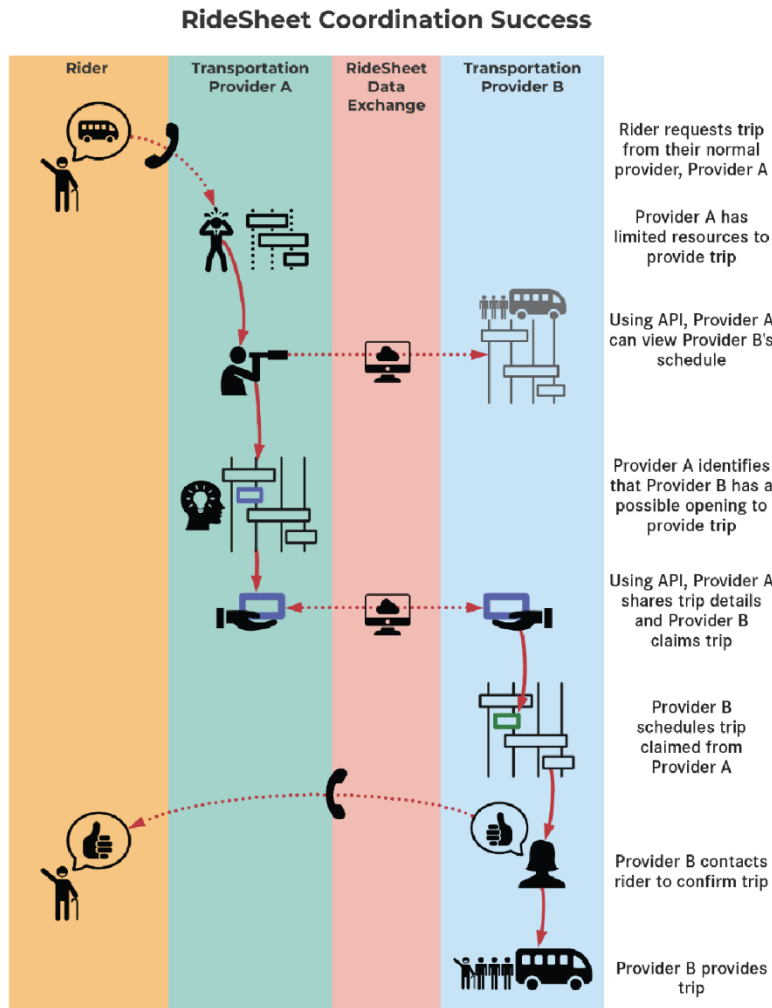 RideSheet Coordination Success
Rider
Transportation
Provider A
RideSheet
Data
Exchange
Transportation
Provider B
Rider requests trip
from their normal
provider, Provider A
Provider A has
limited resources to
provide trip
Using API, Provider A
can view Provider B's
schedule
Provider A identifies
that Provider B has a
possible opening to
provide trip
Using API, Provider A
shares trip details
and Provider B
claims trip
Provider B
schedules trip
claimed from
Provider A
Provider B contacts
rider to confirm trip
Provider B provides
trip